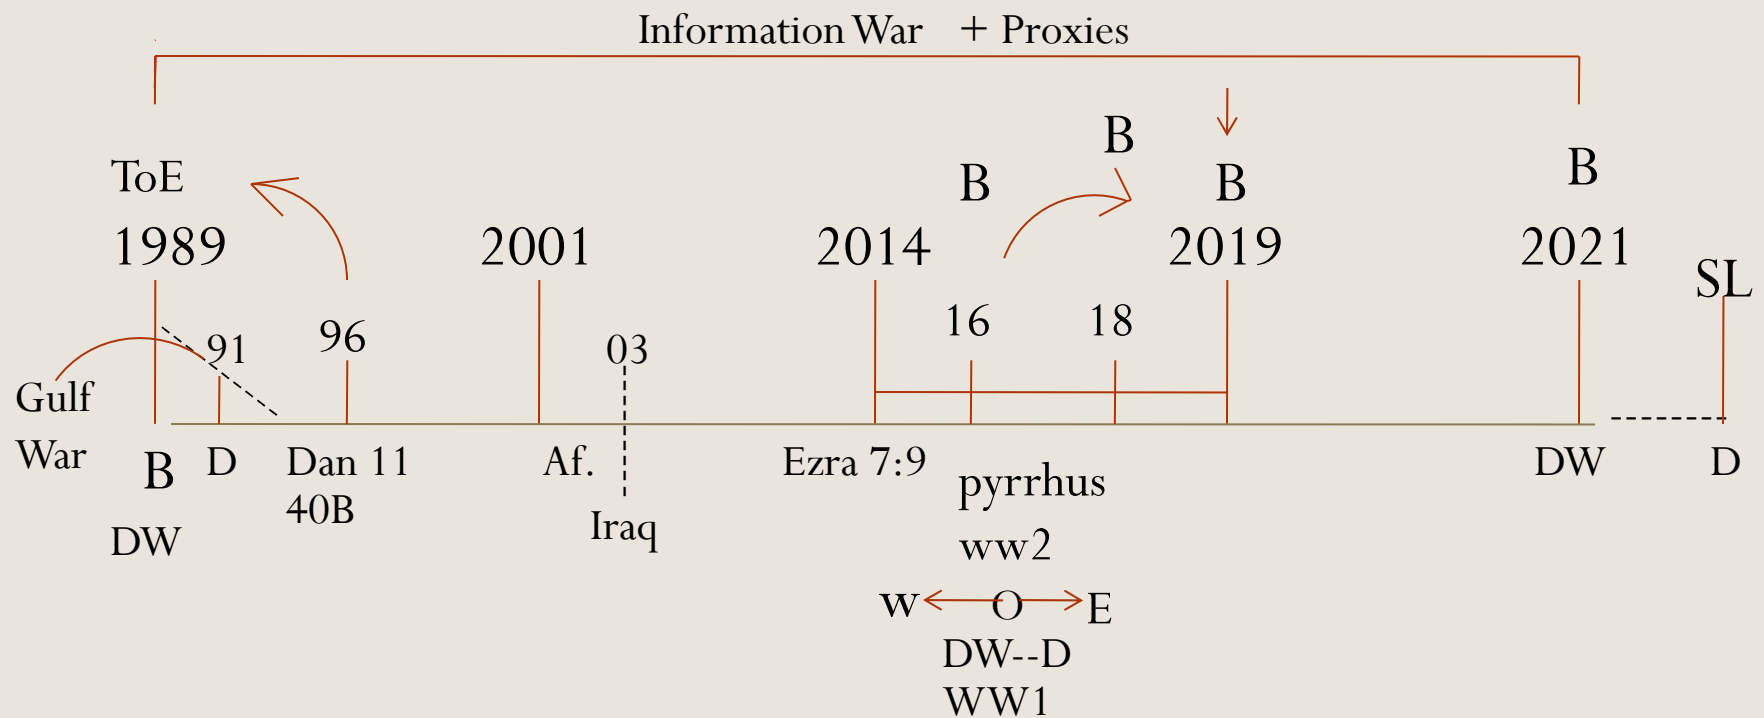 Information War + Proxies
B
ToE B B B
1989 2001 2014 2019 2021
SL
16 18
91 96 03
Gulf
War
B D Dan 11 Af. Ezra 7:9 DW D
40B
pyrrhus
Iraq
DW ww2
w O E
DW--D
WW1